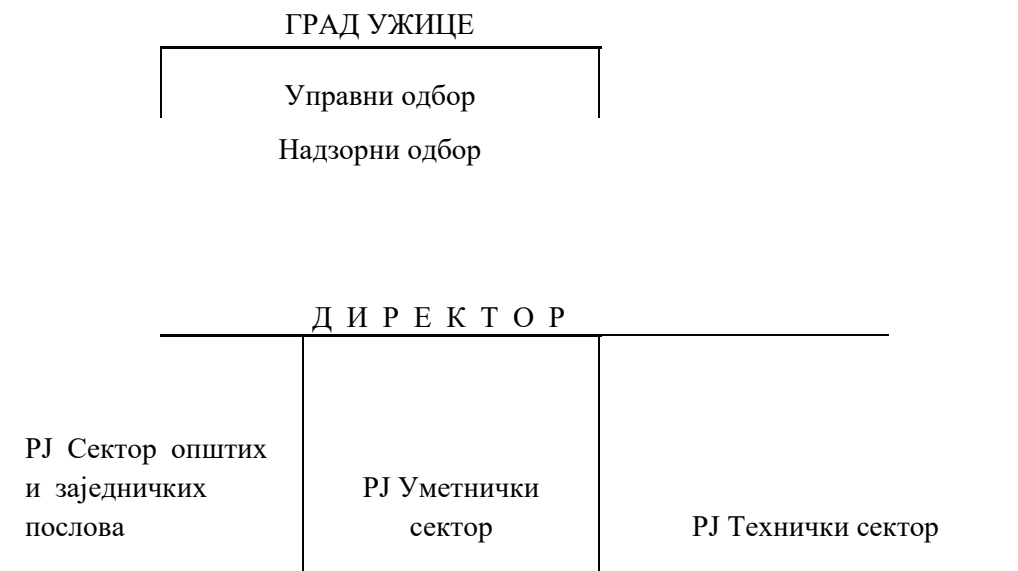 ГРАД УЖИЦЕ
Управни одбор
Надзорни одбор
Д И Р Е К Т О Р
РЈ Сектор општих
и заједничких
послова
РЈ Уметнички
сектор
РЈ Технички сектор